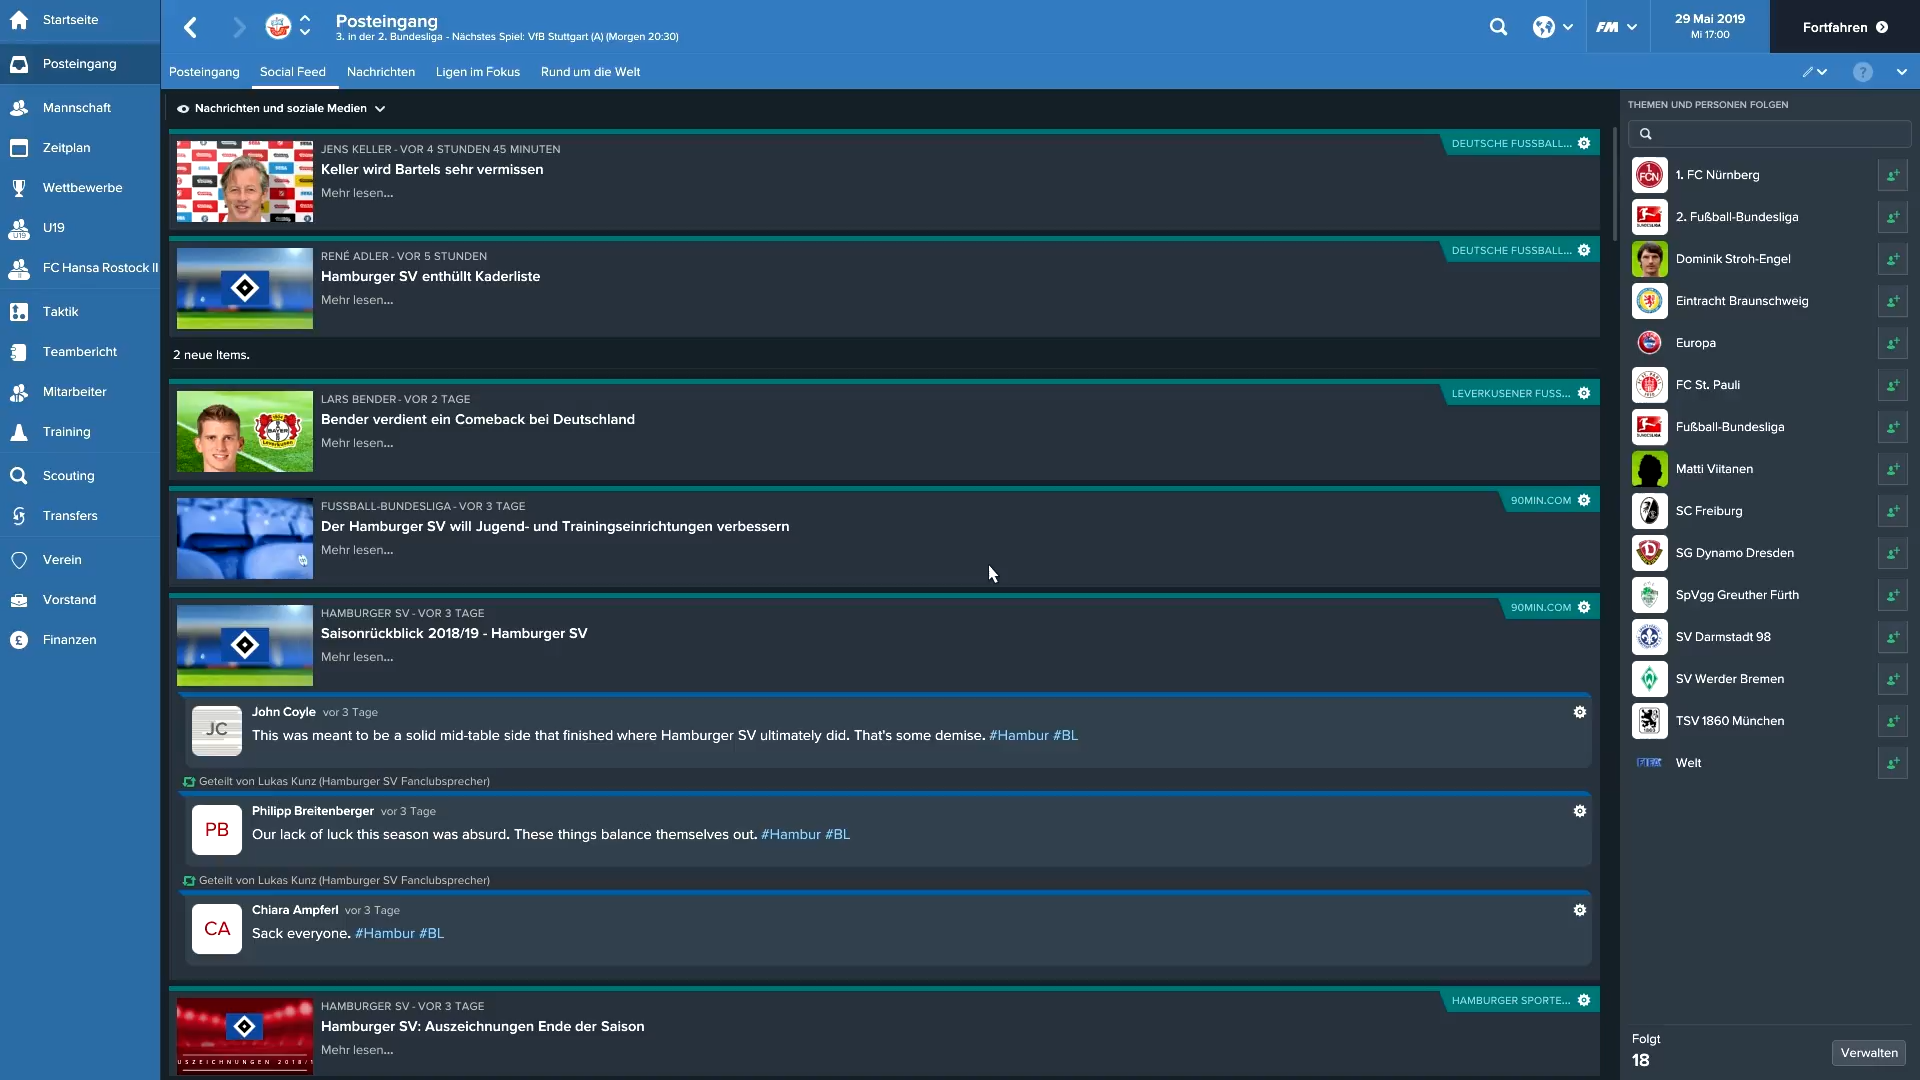 Startseite
Posteingang
Mannschaft
Zeitplan
Wettbewerbe
U19
U19
FC Hansa Rostock II
II
Taktik
Teambericht
Mitarbeiter
Training
Scouting
Transfers
Verein
Vorstand
Finanzen
Posteingang
3. in der 2. Bundesliga - Nächstes Spiel: VfB Stuttgart (A) (Morgen 20:30)
FM
29 Mai 2019
Mi 17:00
Fortfahren
Posteingang
Social Feed
Nachrichten
Ligen im Fokus
Rund um die Welt
?
Nachrichten und soziale Medien
JENS KELLER - VOR 4 STUNDEN 45 MINUTEN
DEUTSCHE FUSSBALL...
Keller wird Bartels sehr vermissen
Mehr lesen...
RENÉ ADLER - VOR 5 STUNDEN
DEUTSCHE FUSSBALL...
Hamburger SV enthüllt Kaderliste
Mehr lesen...
2 neue Items.
LARS BENDER - VOR 2 TAGE
LEVERKUSENER FUSS...
Bender verdient ein Comeback bei Deutschland
Mehr lesen...
FUSSBALL-BUNDESLIGA - VOR 3 TAGE
90MIN.COM
Der Hamburger SV will Jugend- und Trainingseinrichtungen verbessern
Mehr lesen...
HAMBURGER SV - VOR 3 TAGE
90MIN.COM
Saisonrückblick 2018/19 - Hamburger SV
Mehr lesen...
JC
John Coyle vor 3 Tage
This was meant to be a solid mid-table side that finished where Hamburger SV ultimately did. That's some demise. #Hambur #BL
Geteilt von Lukas Kunz (Hamburger SV Fanclubsprecher)
PB
Philipp Breitenberger vor 3 Tage
Our lack of luck this season was absurd. These things balance themselves out. #Hambur #BL
Geteilt von Lukas Kunz (Hamburger SV Fanclubsprecher)
CA
Chiara Ampferl vor 3 Tage
Sack everyone. #Hambur #BL
HAMBURGER SV - VOR 3 TAGE
HAMBURGER SPORTE...
Hamburger SV: Auszeichnungen Ende der Saison
Mehr lesen...
USZEICHNUNGEN 2018/1
THEMEN UND PERSONEN FOLGEN
1. FC Nürnberg
2. Fußball-Bundesliga
Dominik Stroh-Engel
Eintracht Braunschweig
Europa
FC St. Pauli
Fußball-Bundesliga
Matti Viitanen
SC Freiburg
SG Dynamo Dresden
SpVgg Greuther Fürth
SV Darmstadt 98
SV Werder Bremen
TSV 1860 München
Welt
Folgt
18
Verwalten